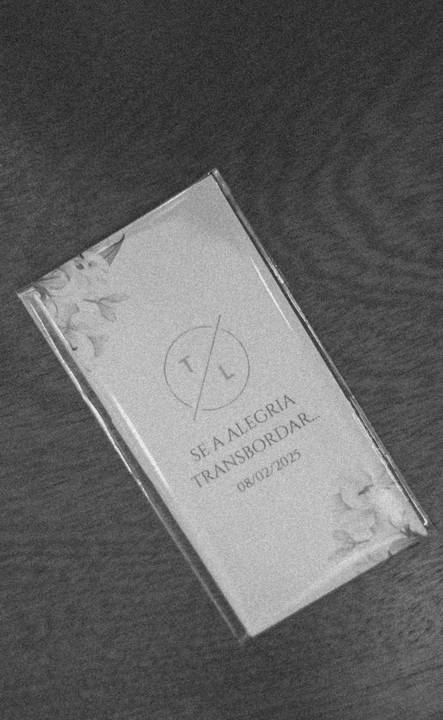 T L
SE A ALEGRIA
TRANSBORDAR...
08/02/2025